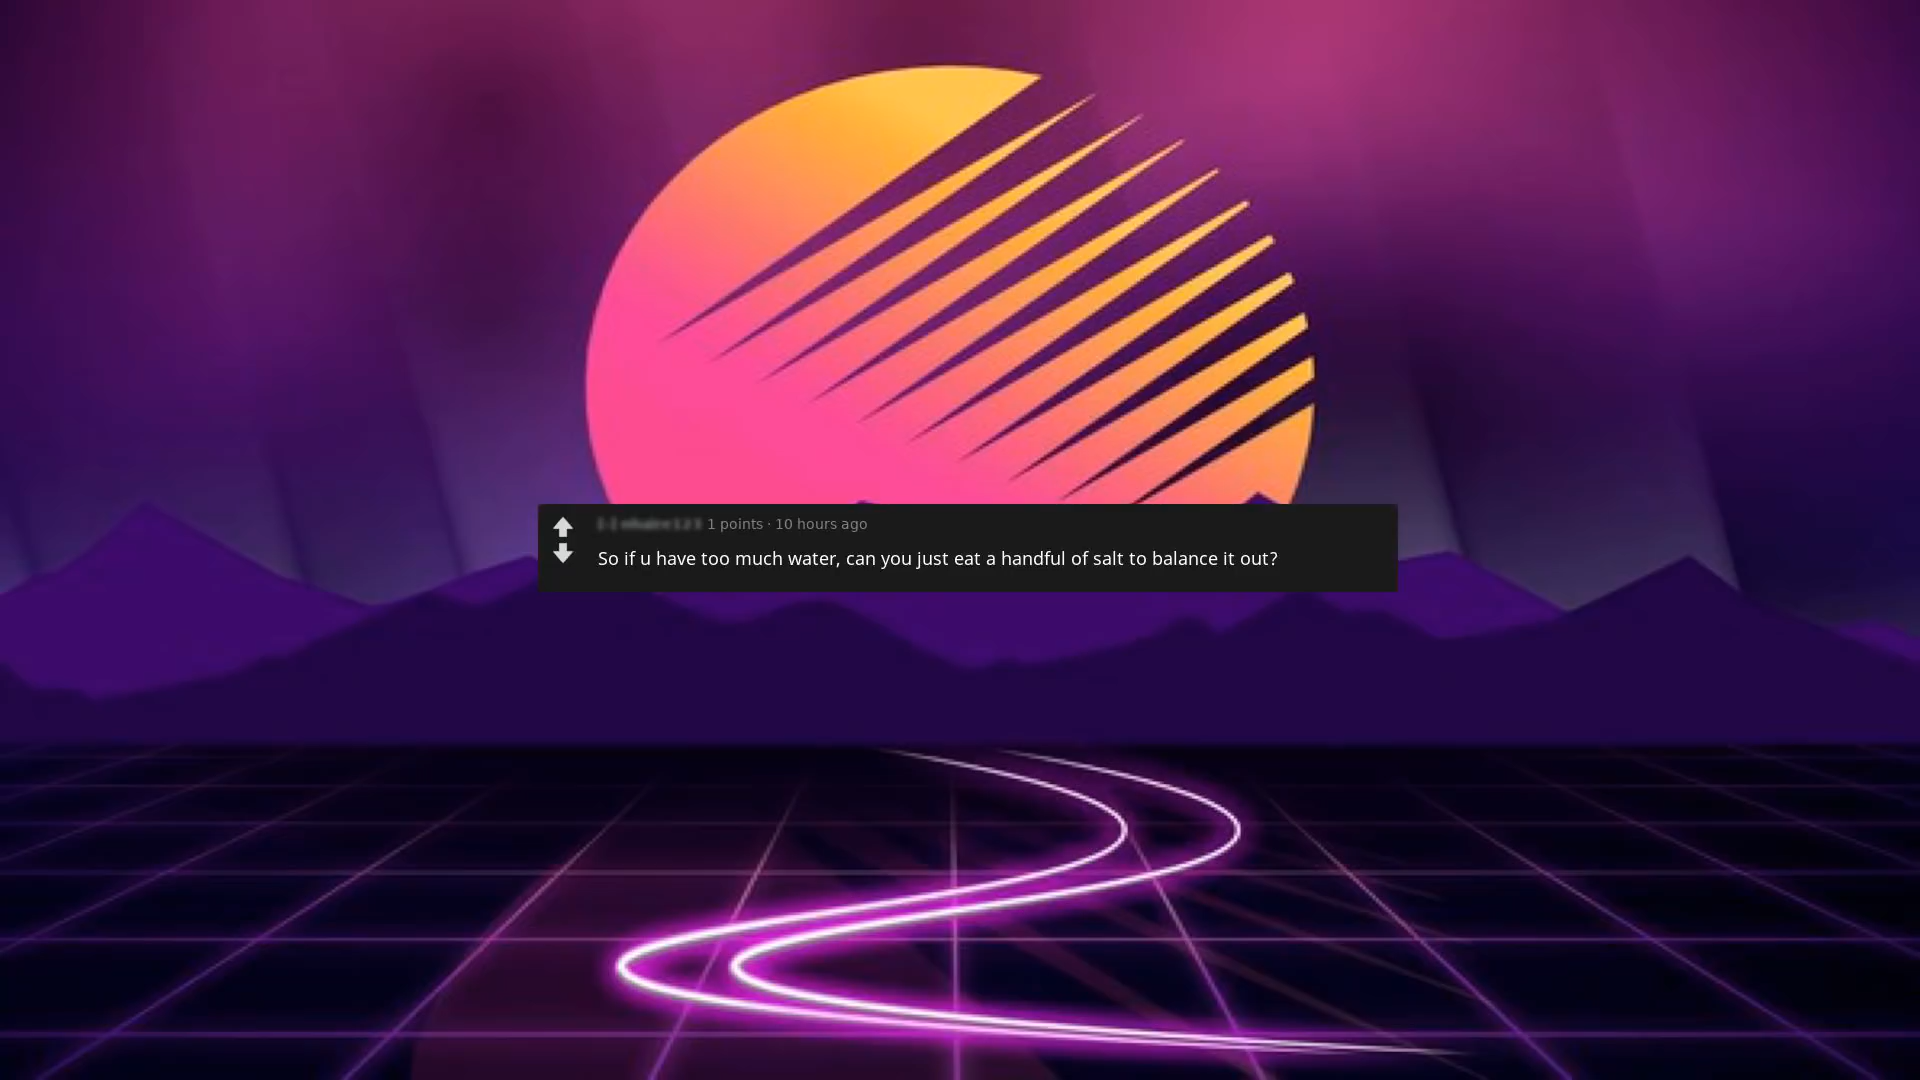 1 points · 10 hours ago
So if u have too much water, can you just eat a handful of salt to balance it out?